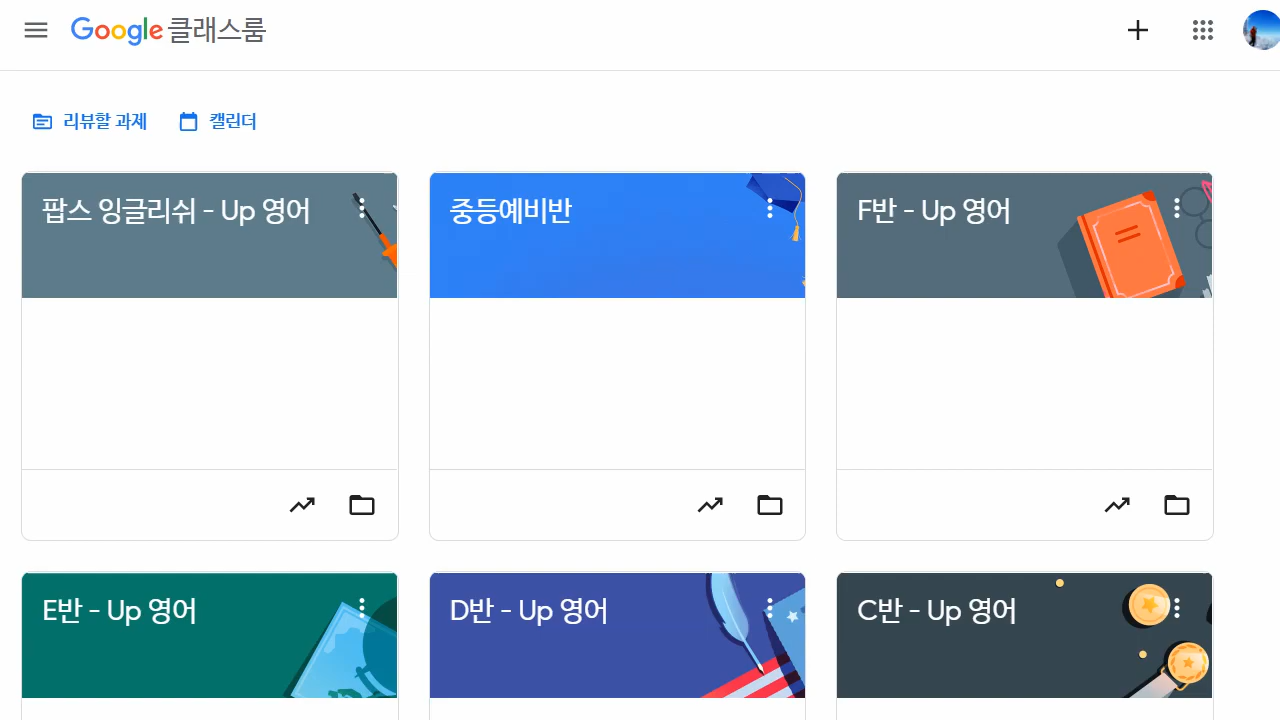 Google 클래스룸
리뷰할 과제 캘린더
팝스 잉글리쉬 - Up 영어
중등예비반
F반 - Up 영어
E반 - Up 영어
D반 - Up 영어
C반 - Up 영어